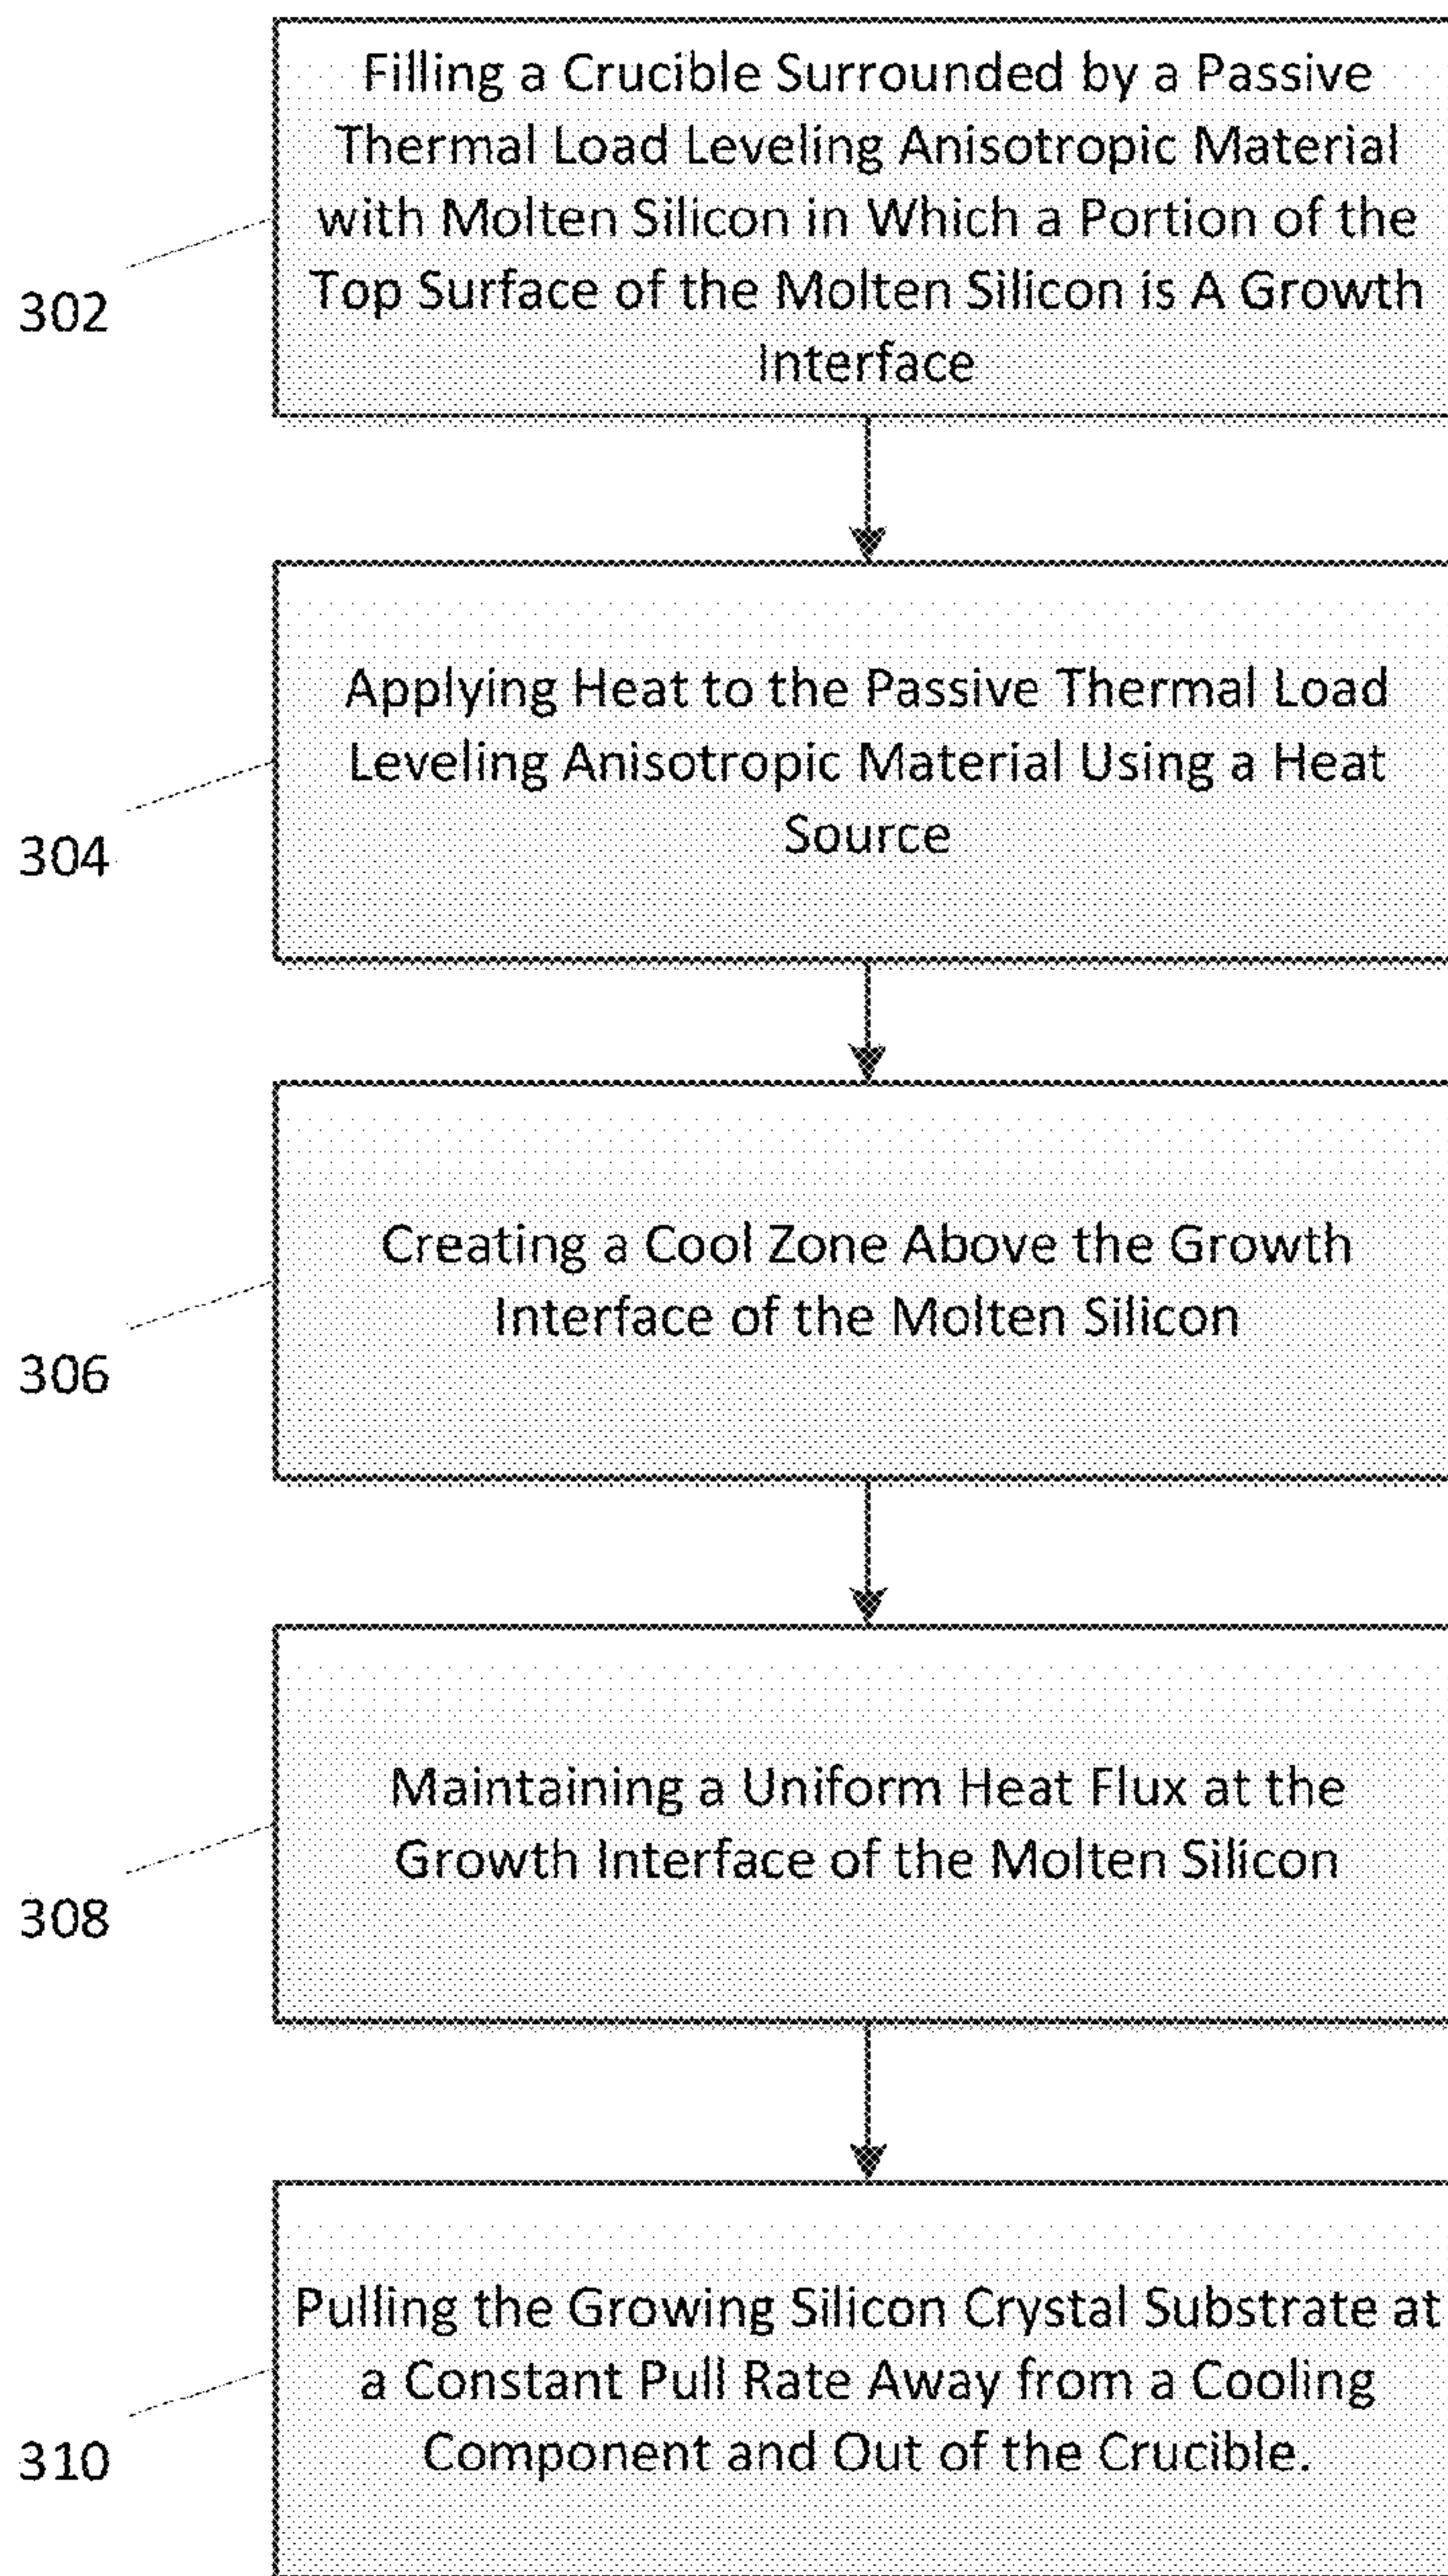 Filling a Crucible Surrounded by a Passive
Thermal Load Leveling Anisotropic Material
with Molten Silicon in Which a Portion of the
Top Surface of the Molten Silicon is A Growth
Interface
302
Applying Heat to the Passive Thermal Load
Leveling Anisotropic Material Using a Heat
Source
304
Creating a Cool Zone Above the Growth
Interface of the Molten Silicon
306
Maintaining a Uniform Heat Flux at the
Growth Interface of the Molten Silicon
308
Pulling the Growing Silicon Crystal Substrate at
a Constant Pull Rate Away from a Cooling
Component and Out of the Crucible.
310